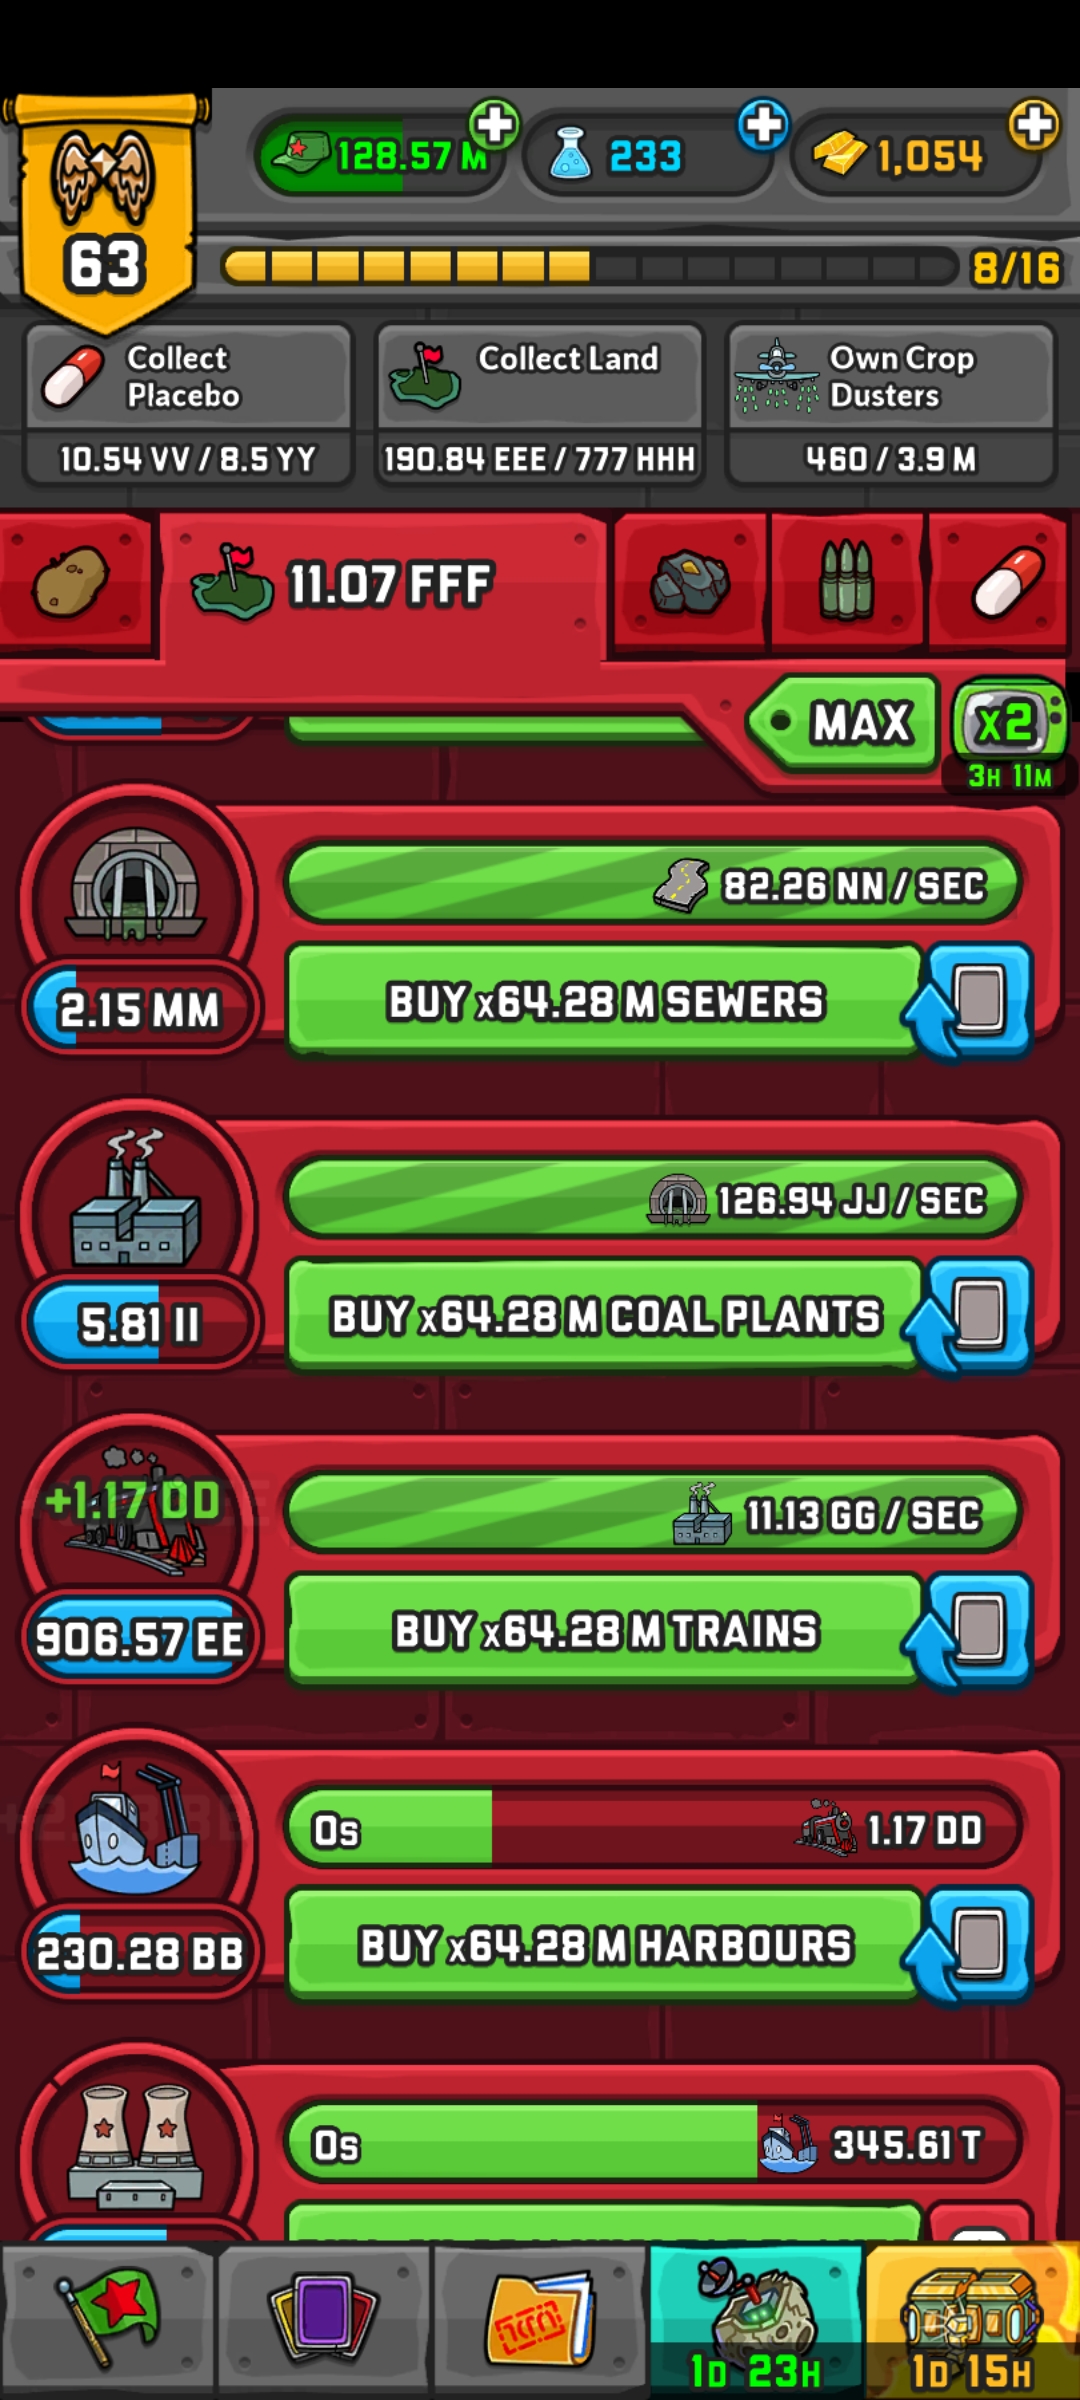 128.57 M
233
1,054
63
8/16
Collect
Placebo
10.54 VV / 8.5 YY
Collect Land
190.84 EEE / 777 HHH
Own Crop
Dusters
460 / 3.9 M
11.07 FFF
MAX
x2
3H 11M
82.26 NN / SEC
2.15 MM
BUY x64.28 M SEWERS
126.94 JJ / SEC
5.81 II
BUY x64.28 M COAL PLANTS
+1.17 DD
11.13 GG / SEC
906.57 EE
BUY x64.28 M TRAINS
0s
1.17 DD
230.28 BB
BUY x64.28 M HARBOURS
0s
345.61 T
1D 23H
1D 15H